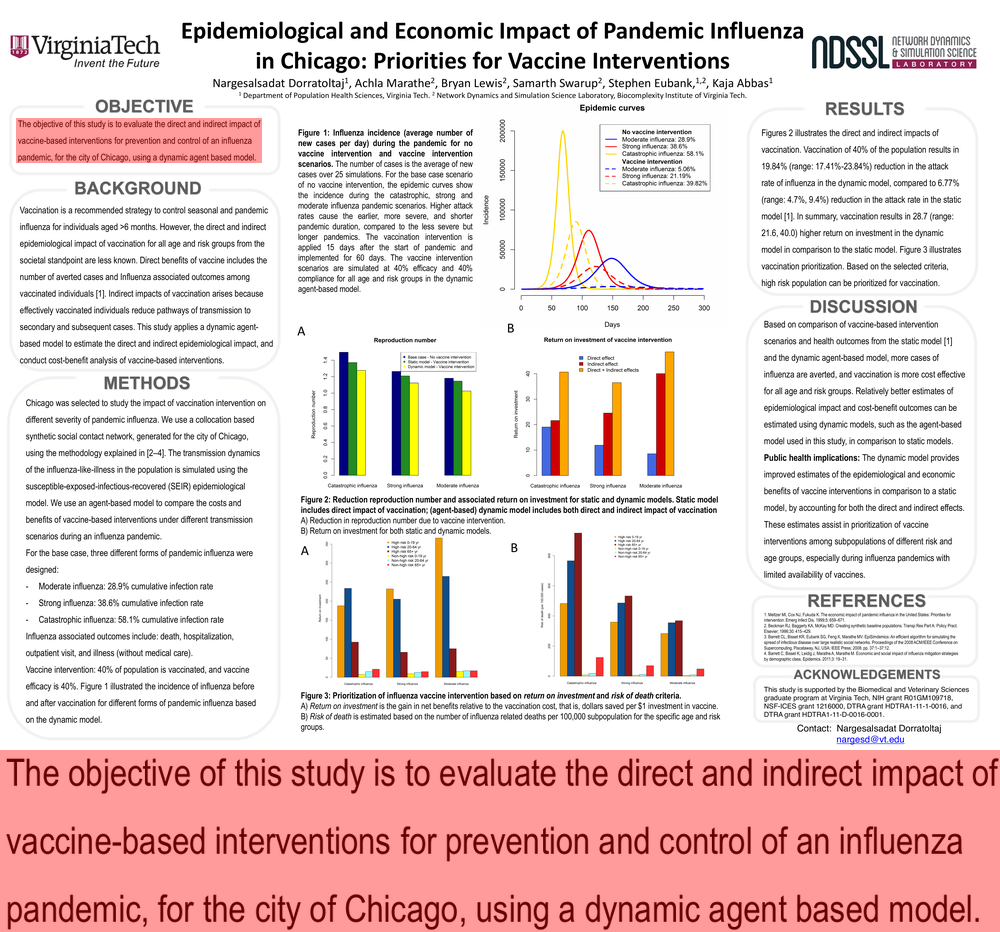 VirginiaTech
1872
Invent the Future
Epidemiological and Economic Impact of Pandemic Influenza
in Chicago: Priorities for Vaccine Interventions
Nargesalsadat Dorratoltaj¹, Achla Marathe², Bryan Lewis², Samarth Swarup², Stephen Eubank,¹,², Kaja Abbas¹
¹ Department of Population Health Sciences, Virginia Tech. ² Network Dynamics and Simulation Science Laboratory, Biocomplexity Institute of Virginia Tech.
NDSSL NETWORK DYNAMICS
& SIMULATION SCIENCE
LABORATORY
OBJECTIVE
The objective of this study is to evaluate the direct and indirect impact of
vaccine-based interventions for prevention and control of an influenza
pandemic, for the city of Chicago, using a dynamic agent based model.
BACKGROUND
Vaccination is a recommended strategy to control seasonal and pandemic
influenza for individuals aged >6 months. However, the direct and indirect
epidemiological impact of vaccination for all age and risk groups from the
societal standpoint are less known. Direct benefits of vaccine includes the
number of averted cases and Influenza associated outcomes among
vaccinated individuals [1]. Indirect impacts of vaccination arises because
effectively vaccinated individuals reduce pathways of transmission to
secondary and subsequent cases. This study applies a dynamic agent-
based model to estimate the direct and indirect epidemiological impact, and
conduct cost-benefit analysis of vaccine-based interventions.
METHODS
Chicago was selected to study the impact of vaccination intervention on
different severity of pandemic influenza. We use a collocation based
synthetic social contact network, generated for the city of Chicago,
using the methodology explained in [2–4]. The transmission dynamics
of the influenza-like-illness in the population is simulated using the
susceptible-exposed-infectious-recovered (SEIR) epidemiological
model. We use an agent-based model to compare the costs and
benefits of vaccine-based interventions under different transmission
scenarios during an influenza pandemic.
For the base case, three different forms of pandemic influenza were
designed:
- Moderate influenza: 28.9% cumulative infection rate
- Strong influenza: 38.6% cumulative infection rate
- Catastrophic influenza: 58.1% cumulative infection rate
Influenza associated outcomes include: death, hospitalization,
outpatient visit, and illness (without medical care).
Vaccine intervention: 40% of population is vaccinated, and vaccine
efficacy is 40%. Figure 1 illustrated the incidence of influenza before
and after vaccination for different forms of pandemic influenza based
on the dynamic model.
Figure 1: Influenza incidence (average number of
new cases per day) during the pandemic for no
vaccine intervention and vaccine intervention
scenarios. The number of cases is the average of new
cases over 25 simulations. For the base case scenario
of no vaccine intervention, the epidemic curves show
the incidence during the catastrophic, strong and
moderate influenza pandemic scenarios. Higher attack
rates cause the earlier, more severe, and shorter
pandemic duration, compared to the less severe but
longer pandemics. The vaccination intervention is
applied 15 days after the start of pandemic and
implemented for 60 days. The vaccine intervention
scenarios are simulated at 40% efficacy and 40%
compliance for all age and risk groups in the dynamic
agent-based model.
Epidemic curves
No vaccine intervention
Moderate influenza: 28.9%
Strong influenza: 38.6%
Catastrophic influenza: 58.1%
Vaccine intervention
Moderate influenza: 5.06%
Strong influenza: 21.19%
Catastrophic influenza: 39.82%
Incidence
0 50000 100000 150000 200000
0 50 100 150 200 250 300
Days
A
Reproduction number
Base case - No vaccine intervention
Static model - Vaccine intervention
Dynamic model - Vaccine intervention
Reproduction number
0.0 0.2 0.4 0.6 0.8 1.0 1.2 1.4
Catastrophic influenza Strong influenza Moderate influenza
B
Return on investment of vaccine intervention
Direct effect
Indirect effect
Direct + Indirect effects
Return on investment
0 10 20 30 40
Catastrophic influenza Strong influenza Moderate influenza
Figure 2: Reduction reproduction number and associated return on investment for static and dynamic models. Static model
includes direct impact of vaccination; (agent-based) dynamic model includes both direct and indirect impact of vaccination
A) Reduction in reproduction number due to vaccine intervention.
B) Return on investment for both static and dynamic models.
A
High risk 0-19 yr
High risk 20-64 yr
High risk 65+ yr
Non-high risk 0-19 yr
Non-high risk 20-64 yr
Non-high risk 65+ yr
Return on investment
Catastrophic influenza Strong influenza Moderate influenza
B
High risk 0-19 yr
High risk 20-64 yr
High risk 65+ yr
Non-high risk 0-19 yr
Non-high risk 20-64 yr
Non-high risk 65+ yr
Risk of death (per 100,000 value)
Catastrophic influenza Strong influenza Moderate influenza
Figure 3: Prioritization of influenza vaccine intervention based on return on investment and risk of death criteria.
A) Return on investment is the gain in net benefits relative to the vaccination cost, that is, dollars saved per $1 investment in vaccine.
B) Risk of death is estimated based on the number of influenza related deaths per 100,000 subpopulation for the specific age and risk
groups.
RESULTS
Figures 2 illustrates the direct and indirect impacts of
vaccination. Vaccination of 40% of the population results in
19.84% (range: 17.41%-23.84%) reduction in the attack
rate of influenza in the dynamic model, compared to 6.77%
(range: 4.7%, 9.4%) reduction in the attack rate in the static
model [1]. In summary, vaccination results in 28.7 (range:
21.6, 40.0) higher return on investment in the dynamic
model in comparison to the static model. Figure 3 illustrates
vaccination prioritization. Based on the selected criteria,
high risk population can be prioritized for vaccination.
DISCUSSION
Based on comparison of vaccine-based intervention
scenarios and health outcomes from the static model [1]
and the dynamic agent-based model, more cases of
influenza are averted, and vaccination is more cost effective
for all age and risk groups. Relatively better estimates of
epidemiological impact and cost-benefit outcomes can be
estimated using dynamic models, such as the agent-based
model used in this study, in comparison to static models.
Public health implications: The dynamic model provides
improved estimates of the epidemiological and economic
benefits of vaccine interventions in comparison to a static
model, by accounting for both the direct and indirect effects.
These estimates assist in prioritization of vaccine
interventions among subpopulations of different risk and
age groups, especially during influenza pandemics with
limited availability of vaccines.
REFERENCES
1. Meltzer MI, Cox NJ, Fukuda K. The economic impact of pandemic influenza in the United States: Priorities for
intervention. Emerg Infect Dis. 1999;5: 659–671.
2. Beckman RJ, Baggerly KA, McKay MD. Creating synthetic baseline populations. Transp Res Part A: Policy Pract.
Elsevier; 1996;30: 415–429.
3. Barrett CL, Bisset KR, Eubank SG, Feng X, Marathe MV. EpiSimdemics: An efficient algorithm for simulating the
spread of infectious disease over large realistic social networks. Proceedings of the 2008 ACM/IEEE Conference on
Supercomputing. Piscataway, NJ, USA: IEEE Press; 2008. pp. 37:1–37:12.
4. Barrett C, Bisset K, Leidig J, Marathe A, Marathe M. Economic and social impact of influenza mitigation strategies
by demographic class. Epidemics. 2011;3: 19–31.
ACKNOWLEDGEMENTS
This study is supported by the Biomedical and Veterinary Sciences
graduate program at Virginia Tech, NIH grant R01GM109718,
NSF-ICES grant 1216000, DTRA grant HDTRA1-11-1-0016, and
DTRA grant HDTRA1-11-D-0016-0001.
Contact: Nargesalsadat Dorratoltaj
nargesd@vt.edu
The objective of this study is to evaluate the direct and indirect impact of
vaccine-based interventions for prevention and control of an influenza
pandemic, for the city of Chicago, using a dynamic agent based model.